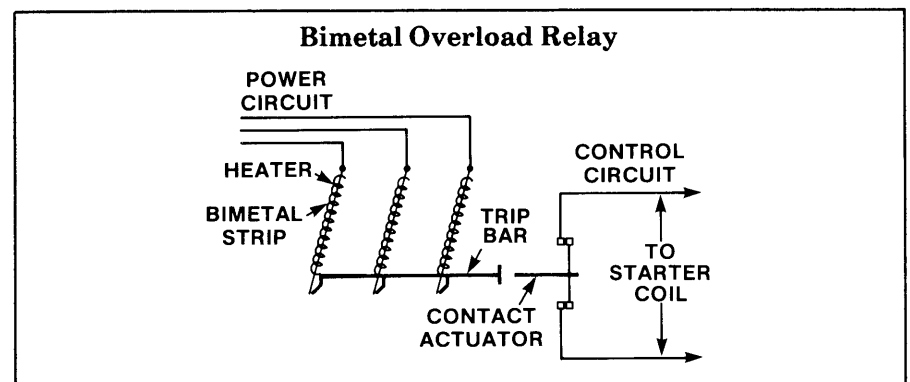 Bimetal Overload Relay
POWER
CIRCUIT
HEATER
BIMETAL
STRIP
TRIP
BAR
CONTACT
ACTUATOR
CONTROL
CIRCUIT
TO
STARTER
COIL